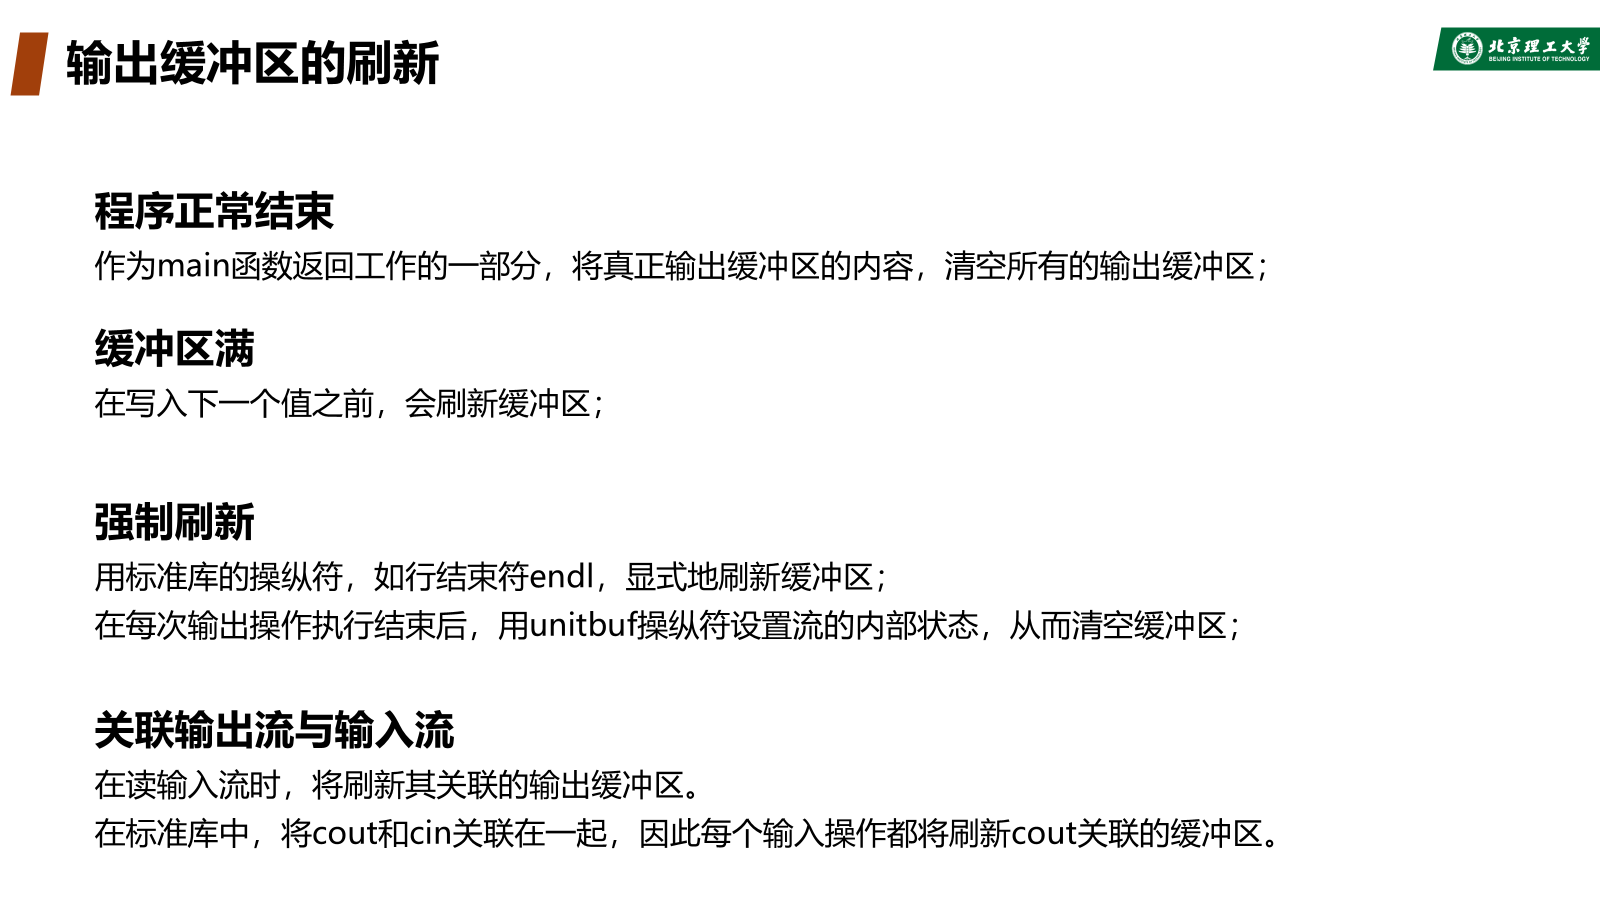 输出缓冲区的刷新
北京理工大学
BEIJING INSTITUTE OF TECHNOLOGY
程序正常结束
作为main函数返回工作的一部分，将真正输出缓冲区的内容，清空所有的输出缓冲区；
缓冲区满
在写入下一个值之前，会刷新缓冲区；
强制刷新
用标准库的操纵符，如行结束符endl，显式地刷新缓冲区；
在每次输出操作执行结束后，用unitbuf操纵符设置流的内部状态，从而清空缓冲区；
关联输出流与输入流
在读输入流时，将刷新其关联的输出缓冲区。
在标准库中，将cout和cin关联在一起，因此每个输入操作都将刷新cout关联的缓冲区。